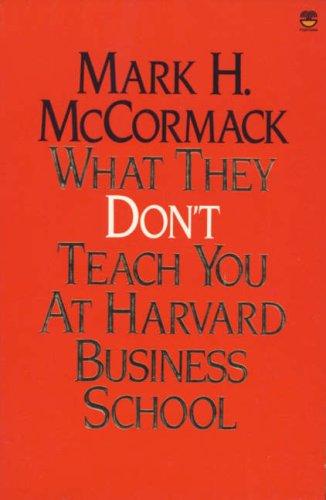 MARK H.
MCCORMACK
WHAT THEY
DON'T
TEACH YOU
AT HARVARD
BUSINESS
SCHOOL